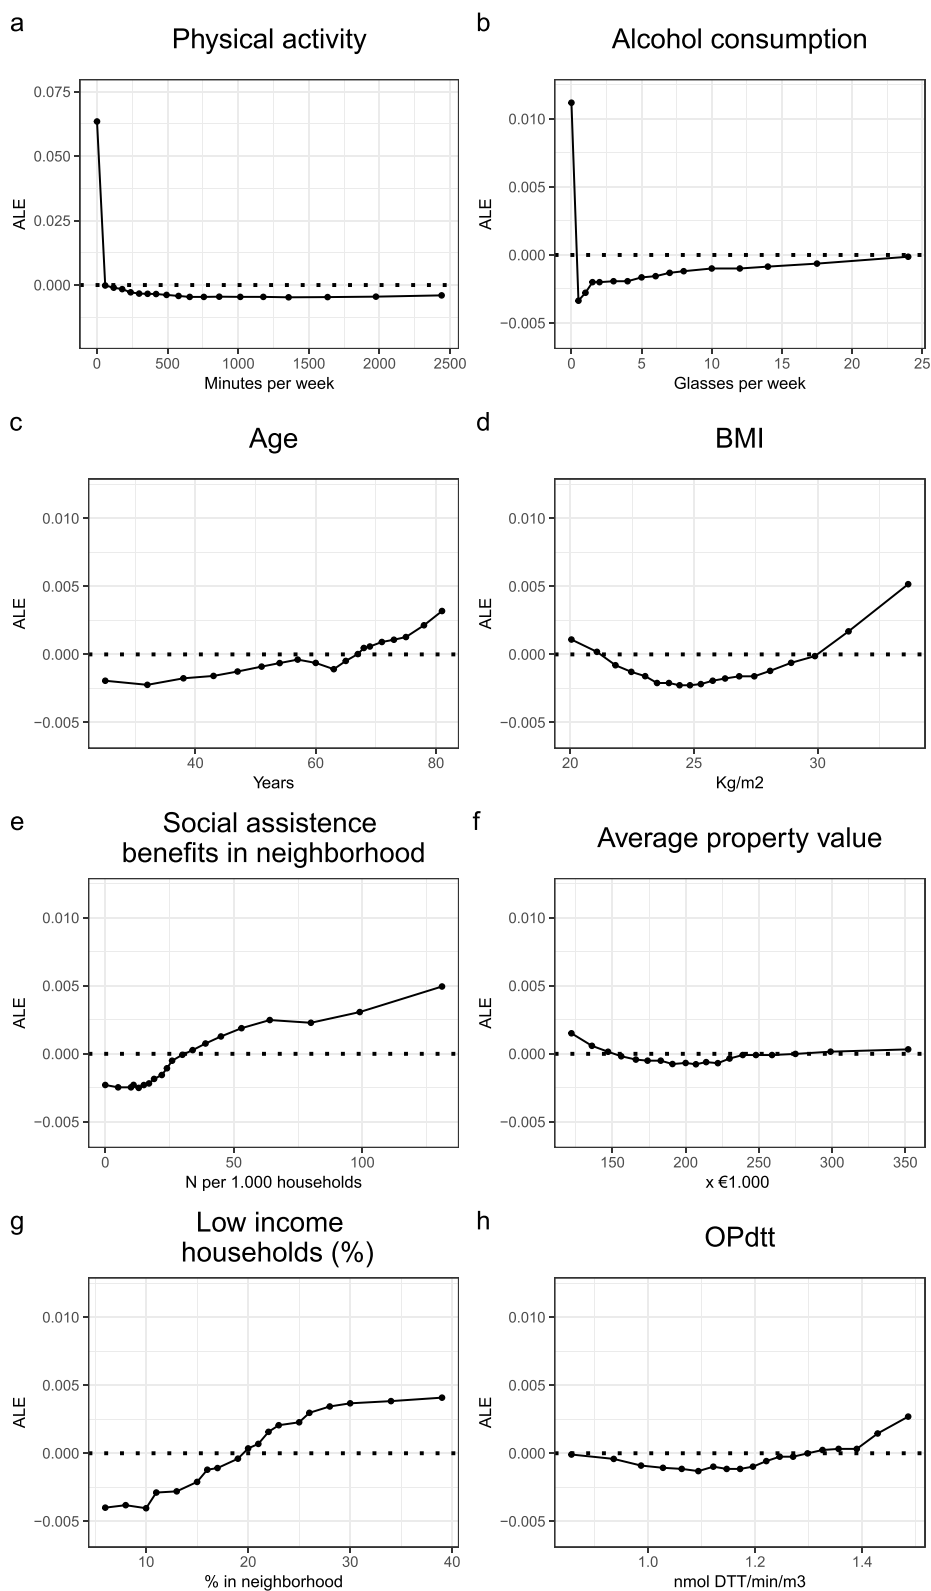 a
Physical activity
0.075
0.050
0.025
0.000
ALE
0
500
1000
1500
2000
2500
Minutes per week
b
Alcohol consumption
0.010
0.005
0.000
−0.005
ALE
0
5
10
15
20
25
Glasses per week
c
Age
0.010
0.005
0.000
−0.005
ALE
40
60
80
Years
d
BMI
0.010
0.005
0.000
−0.005
ALE
20
25
30
Kg/m2
e
Social assistence
benefits in neighborhood
0.010
0.005
0.000
−0.005
ALE
0
50
100
N per 1.000 households
f
Average property value
0.010
0.005
0.000
−0.005
ALE
150
200
250
300
350
x €1.000
g
Low income
households (%)
0.010
0.005
0.000
−0.005
ALE
10
20
30
40
% in neighborhood
h
OPdtt
0.010
0.005
0.000
−0.005
ALE
1.0
1.2
1.4
nmol DTT/min/m3